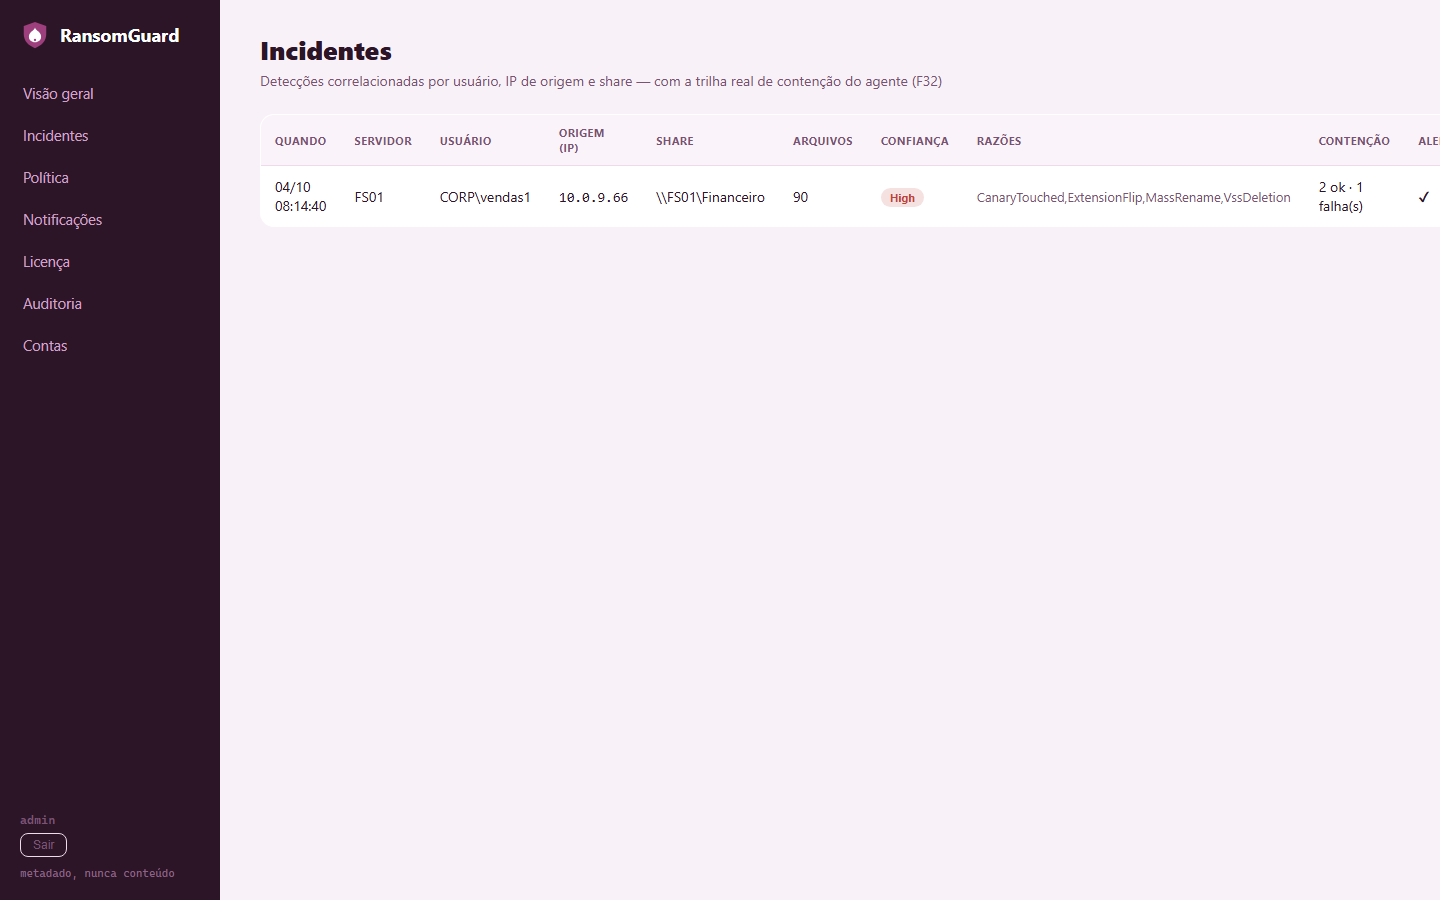 RansomGuard
Visão geral
Incidentes
Política
Notificações
Licença
Auditoria
Contas
admin
Sair
metadado, nunca conteúdo
Incidentes
Detecções correlacionadas por usuário, IP de origem e share — com a trilha real de contenção do agente (F32)
QUANDO SERVIDOR USUÁRIO ORIGEM (IP) SHARE ARQUIVOS CONFIANÇA RAZÕES CONTENÇÃO
04/10 08:14:40 FS01 CORP\vendas1 10.0.9.66 \\FS01\Financeiro 90 High CanaryTouched,ExtensionFlip,MassRename,VssDeletion 2 ok · 1 falha(s) ✓